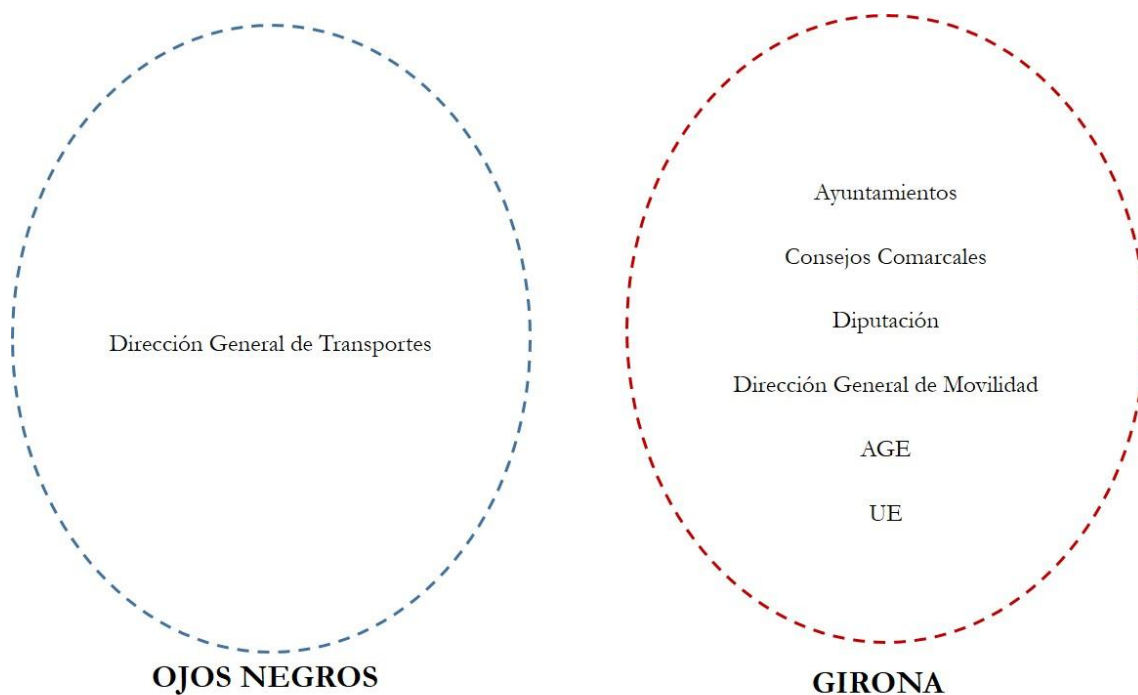 Dirección General de Transportes
OJOS NEGROS
Ayuntamientos
Consejos Comarcales
Diputación
Dirección General de Movilidad
AGE
UE
GIRONA